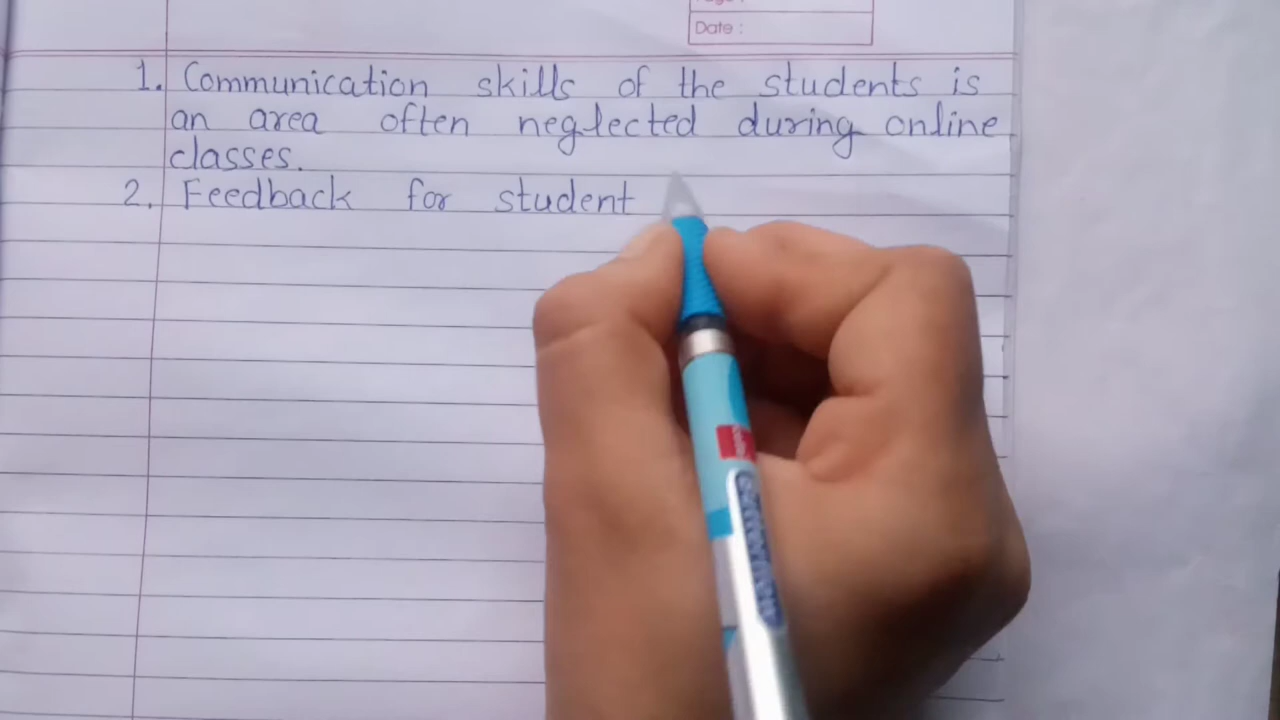 Date :
1. Communication skills of the students is
an area often neglected during online
classes.
2. Feedback for student